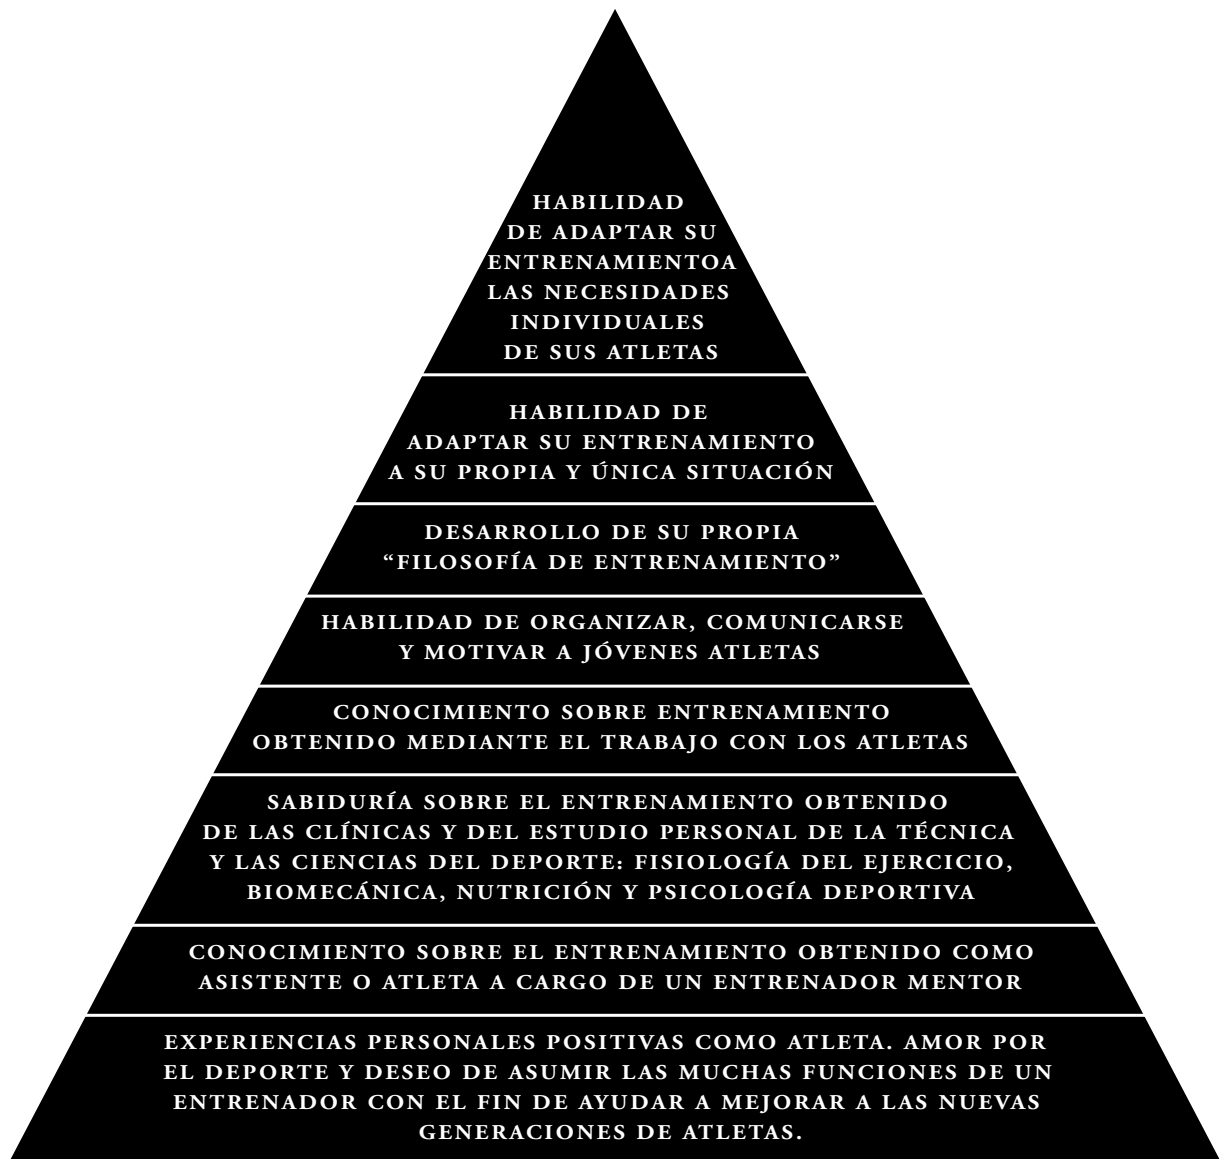 HABILIDAD
DE ADAPTAR SU
ENTRENAMIENTOA
LAS NECESIDADES
INDIVIDUALES
DE SUS ATLETAS
HABILIDAD DE
ADAPTAR SU ENTRENAMIENTO
A SU PROPIA Y ÚNICA SITUACIÓN
DESARROLLO DE SU PROPIA
“FILOSOFÍA DE ENTRENAMIENTO”
HABILIDAD DE ORGANIZAR, COMUNICARSE
Y MOTIVAR A JÓVENES ATLETAS
CONOCIMIENTO SOBRE ENTRENAMIENTO
OBTENIDO MEDIANTE EL TRABAJO CON LOS ATLETAS
SABIDURÍA SOBRE EL ENTRENAMIENTO OBTENIDO
DE LAS CLÍNICAS Y DEL ESTUDIO PERSONAL DE LA TÉCNICA
Y LAS CIENCIAS DEL DEPORTE: FISIOLOGÍA DEL EJERCICIO,
BIOMECÁNICA, NUTRICIÓN Y PSICOLOGÍA DEPORTIVA
CONOCIMIENTO SOBRE EL ENTRENAMIENTO OBTENIDO COMO
ASISTENTE O ATLETA A CARGO DE UN ENTRENADOR MENTOR
EXPERIENCIAS PERSONALES POSITIVAS COMO ATLETA. AMOR POR
EL DEPORTE Y DESEO DE ASUMIR LAS MUCHAS FUNCIONES DE UN
ENTRENADOR CON EL FIN DE AYUDAR A MEJORAR A LAS NUEVAS
GENERACIONES DE ATLETAS.